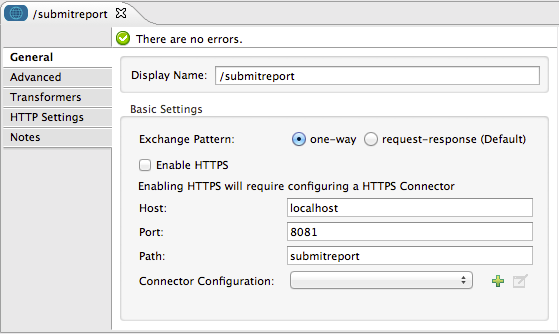 /submitreport
There are no errors.
General
Advanced
Transformers
HTTP Settings
Notes
Display Name: /submitreport
Basic Settings
Exchange Pattern: one-way request-response (Default)
Enable HTTPS
Enabling HTTPS will require configuring a HTTPS Connector
Host: localhost
Port: 8081
Path: submitreport
Connector Configuration: